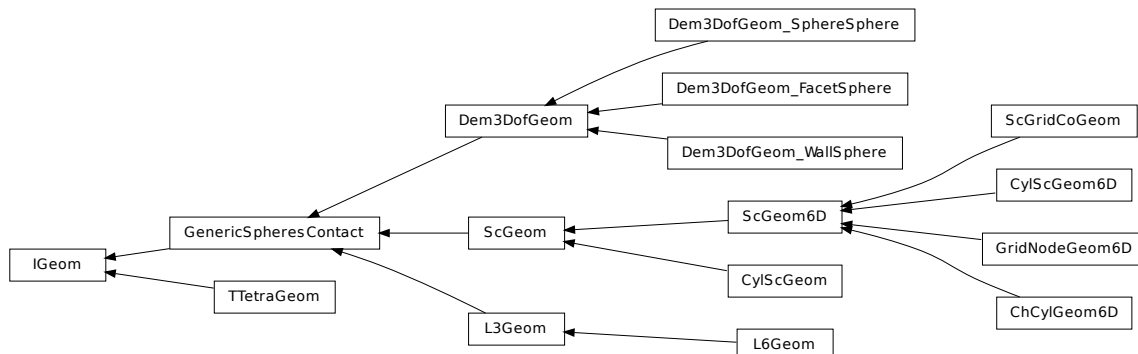 Dem3DofGeom_SphereSphere
Dem3DofGeom_FacetSphere
Dem3DofGeom
ScGridCoGeom
Dem3DofGeom_WallSphere
CylScGeom6D
ScGeom6D
GenericSpheresContact
ScGeom
GridNodeGeom6D
IGeom
CylScGeom
TTetraGeom
ChCylGeom6D
L3Geom
L6Geom